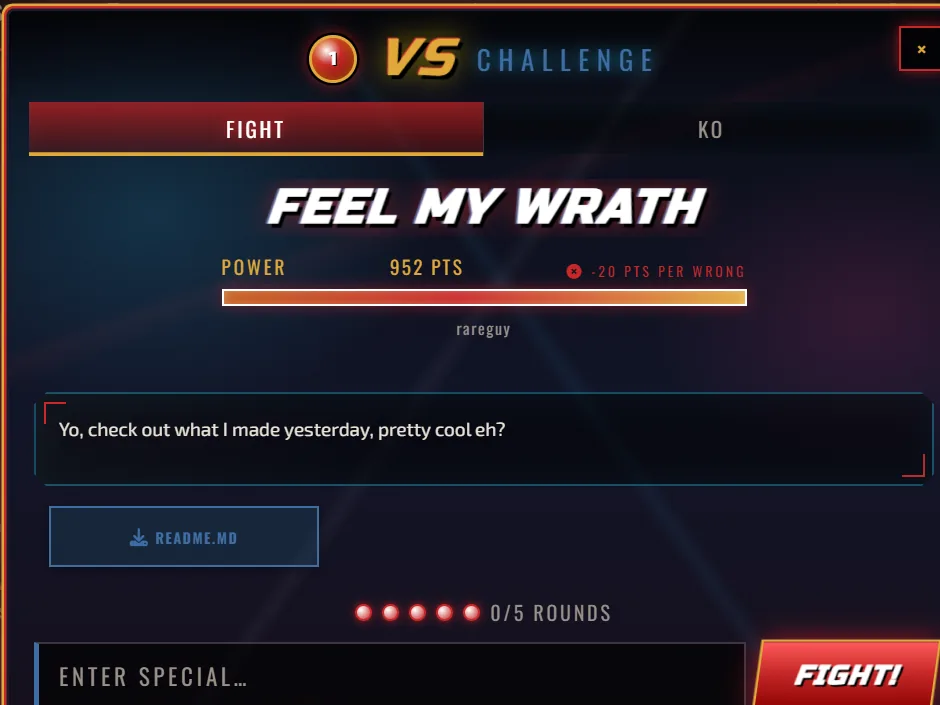 1 VS CHALLENGE ×
FIGHT KO
FEEL MY WRATH
POWER 952 PTS -20 PTS PER WRONG
rareguy
Yo, check out what I made yesterday, pretty cool eh?
README.MD
0/5 ROUNDS
ENTER SPECIAL... FIGHT!